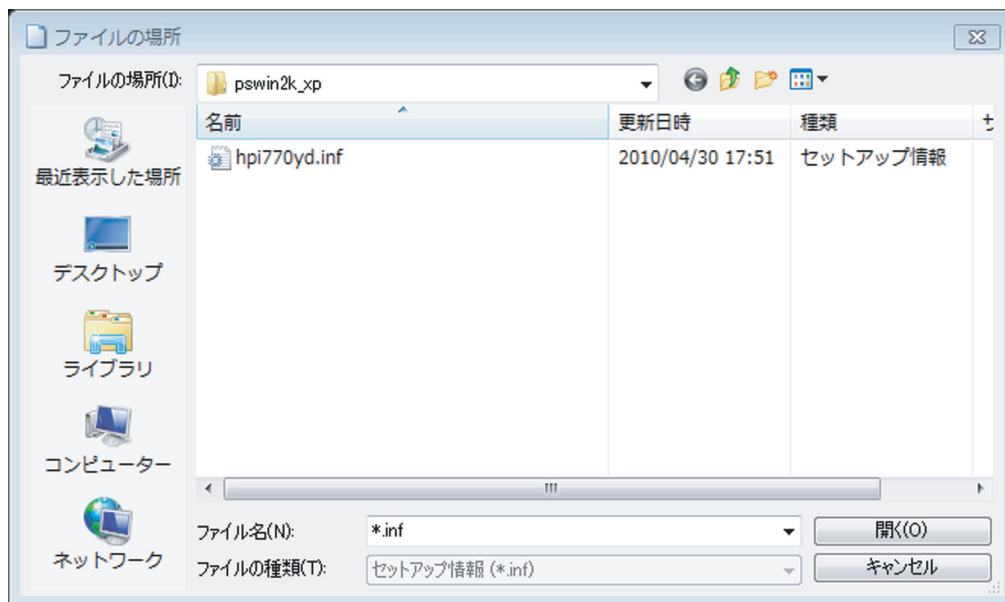 ファイルの場所
ファイルの場所(I):
pswin2k_xp
名前
更新日時
種類
サ
hpi770yd.inf
2010/04/30 17:51
セットアップ情報
最近表示した場所
デスクトップ
ライブラリ
コンピューター
ネットワーク
ファイル名(N):
*.inf
開く(O)
ファイルの種類(T):
セットアップ情報 (*.inf)
キャンセル